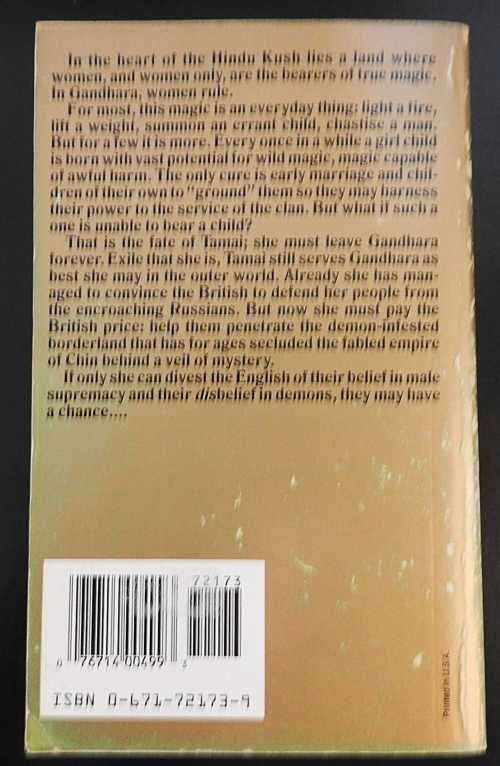 In the heart of the Hindu Kush lies a land where
women, and women only, are the bearers of true magic.
In Gandhara, women rule.
For most, this magic is an everyday thing: light a fire,
lift a weight, summon an errant child, chastise a man.
But for a few it is more. Every once in a while a girl child
is born with vast potential for wild magic, magic capable
of awful harm. The only cure is early marriage and chil-
dren of their own to "ground" them so they may harness
their power to the service of the clan. But what if such a
one is unable to bear a child?
That is the fate of Tamai; she must leave Gandhara
forever. Exile that she is, Tamai still serves Gandhara as
best she may in the outer world. Already she has man-
aged to convince the British to defend her people from
the encroaching Russians. But now she must pay the
British price: help them penetrate the demon-infested
borderland that has for ages secluded the fabled empire
of Chin behind a veil of mystery.
If only she can divest the English of their belief in male
supremacy and their disbelief in demons, they may have
a chance....
72173
0 76714 00499 3
ISBN 0-671-72173-9
Printed in U.S.A.